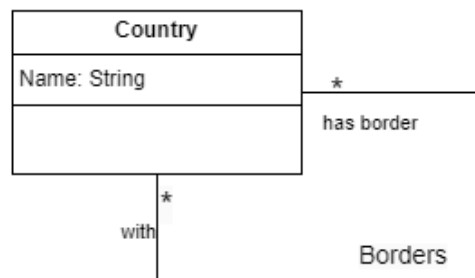 Country
Name: String
*
has border
*
with
Borders